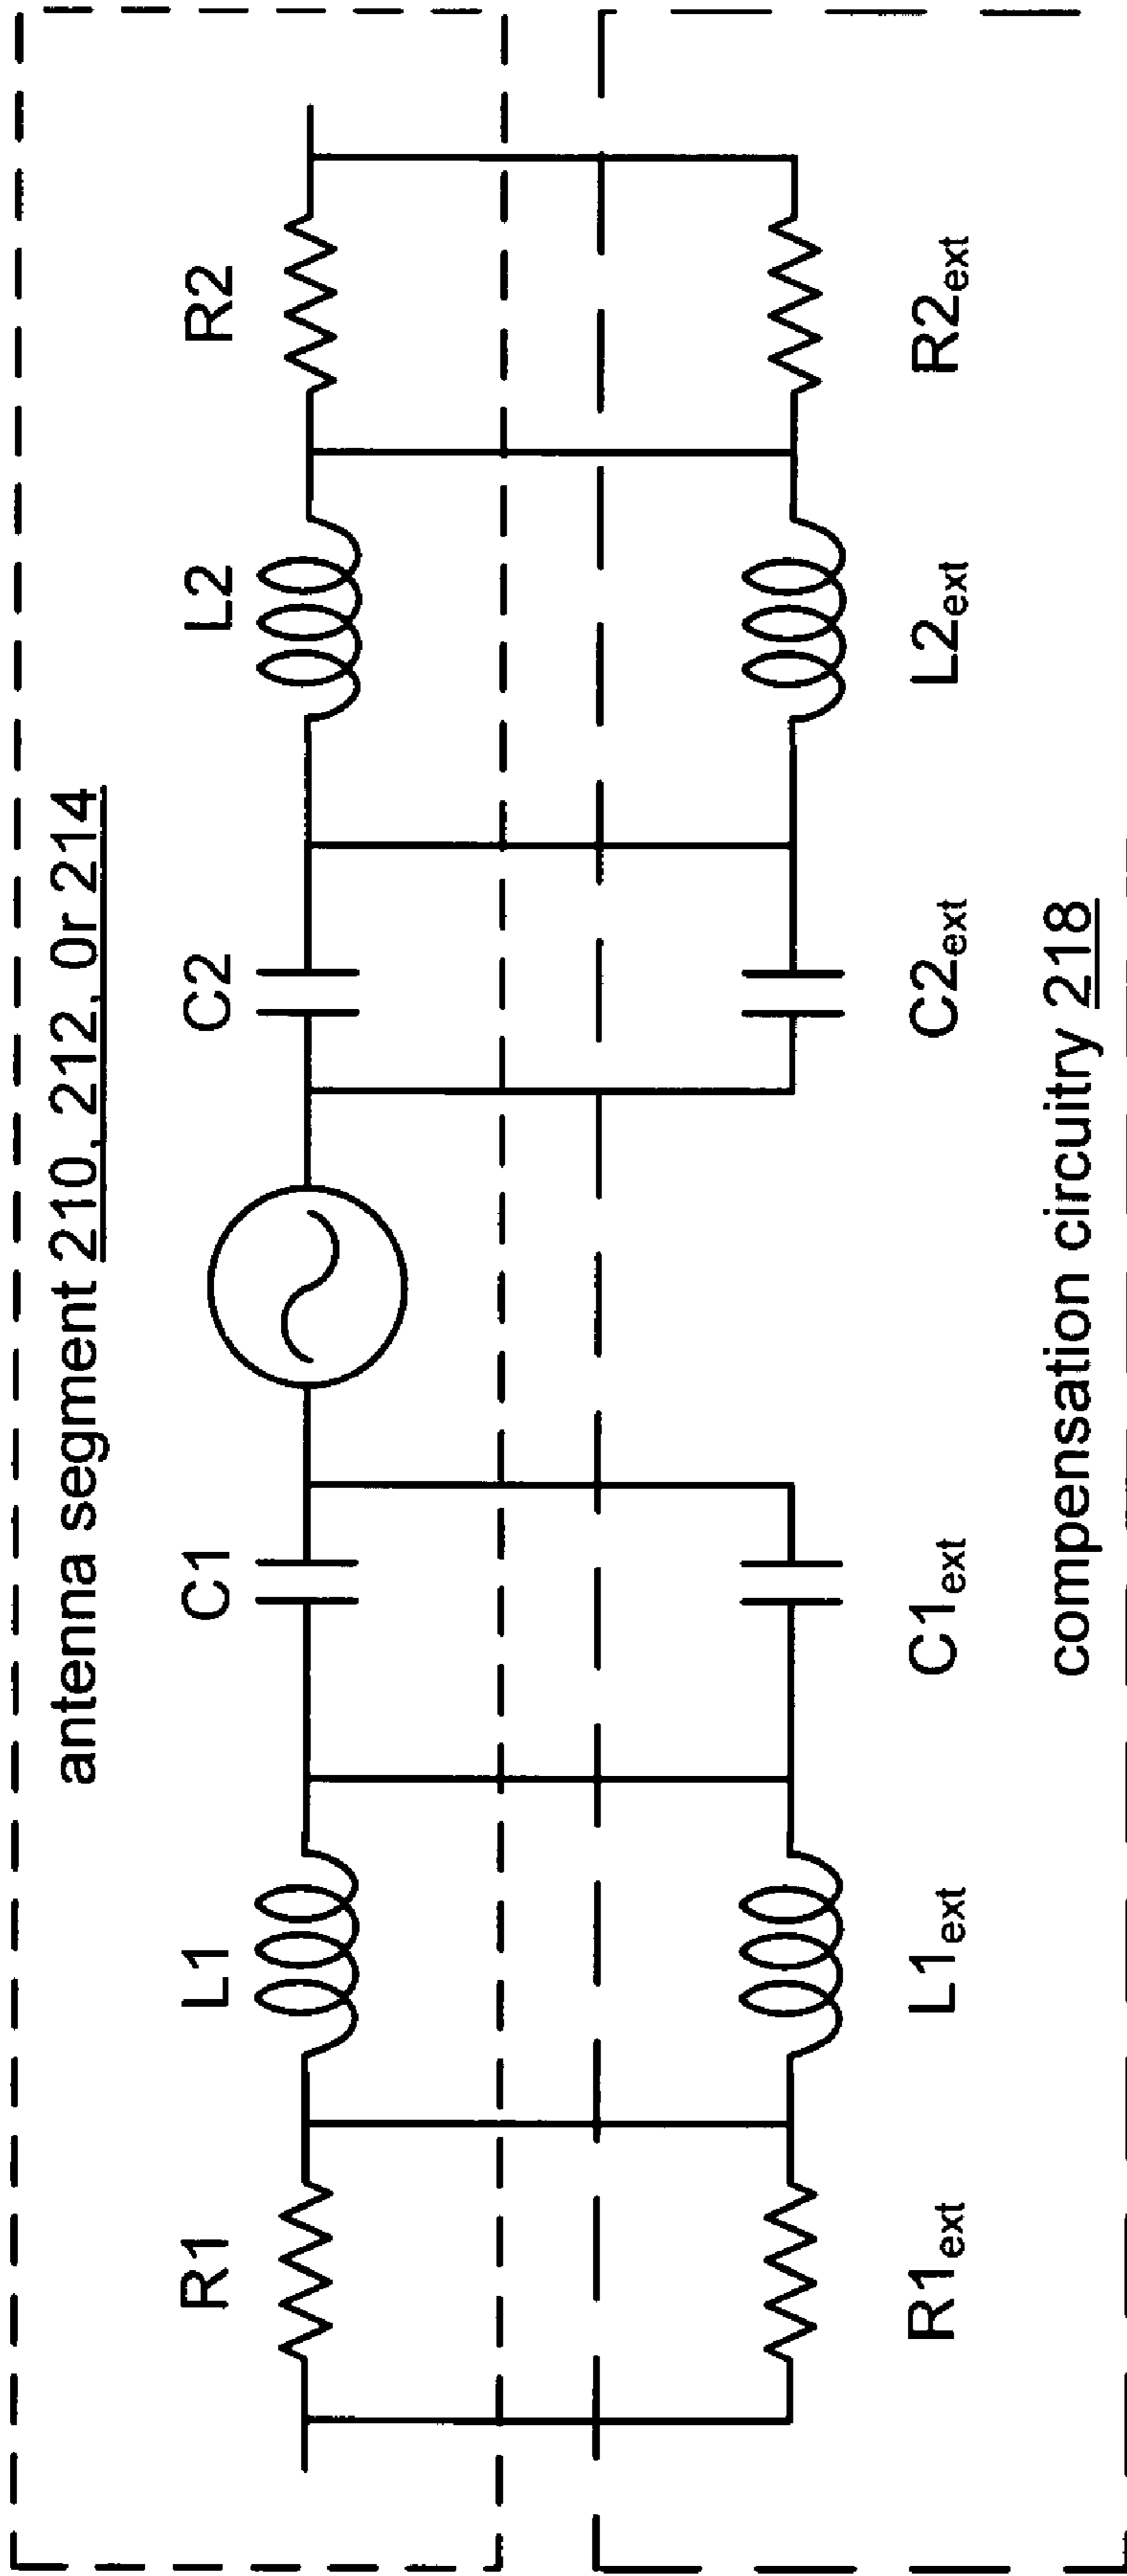 antenna segment 210, 212, 0r 214
R1 L1 C1 C2 L2 R2
R1ext L1ext C1ext C2ext L2ext R2ext
compensation circuitry 218